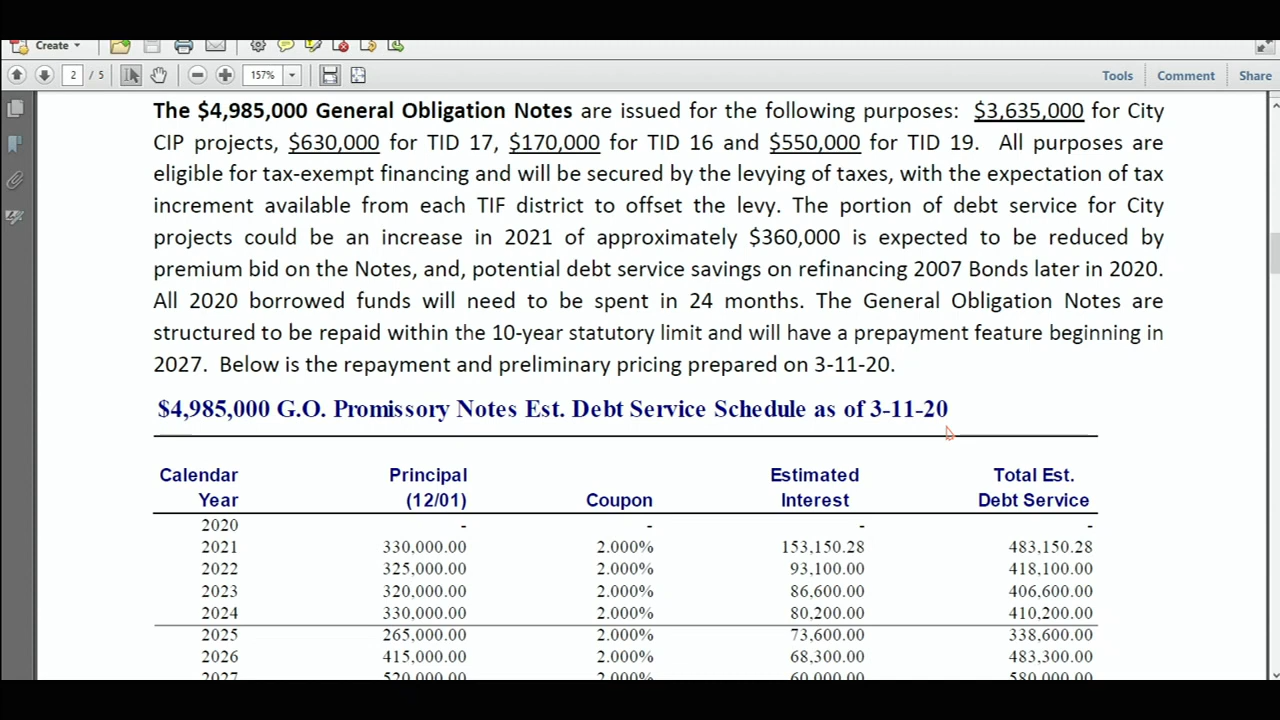 Create
2 / 5
157%
Tools Comment Share
The $4,985,000 General Obligation Notes are issued for the following purposes: $3,635,000 for City
CIP projects, $630,000 for TID 17, $170,000 for TID 16 and $550,000 for TID 19. All purposes are
eligible for tax-exempt financing and will be secured by the levying of taxes, with the expectation of tax
increment available from each TIF district to offset the levy. The portion of debt service for City
projects could be an increase in 2021 of approximately $360,000 is expected to be reduced by
premium bid on the Notes, and, potential debt service savings on refinancing 2007 Bonds later in 2020.
All 2020 borrowed funds will need to be spent in 24 months. The General Obligation Notes are
structured to be repaid within the 10-year statutory limit and will have a prepayment feature beginning in
2027. Below is the repayment and preliminary pricing prepared on 3-11-20.
$4,985,000 G.O. Promissory Notes Est. Debt Service Schedule as of 3-11-20
Calendar Principal Estimated Total Est.
Year (12/01) Coupon Interest Debt Service
2020 - - - -
2021 330,000.00 2.000% 153,150.28 483,150.28
2022 325,000.00 2.000% 93,100.00 418,100.00
2023 320,000.00 2.000% 86,600.00 406,600.00
2024 330,000.00 2.000% 80,200.00 410,200.00
2025 265,000.00 2.000% 73,600.00 338,600.00
2026 415,000.00 2.000% 68,300.00 483,300.00
2027 520,000.00 2.000% 60,000.00 580,000.00